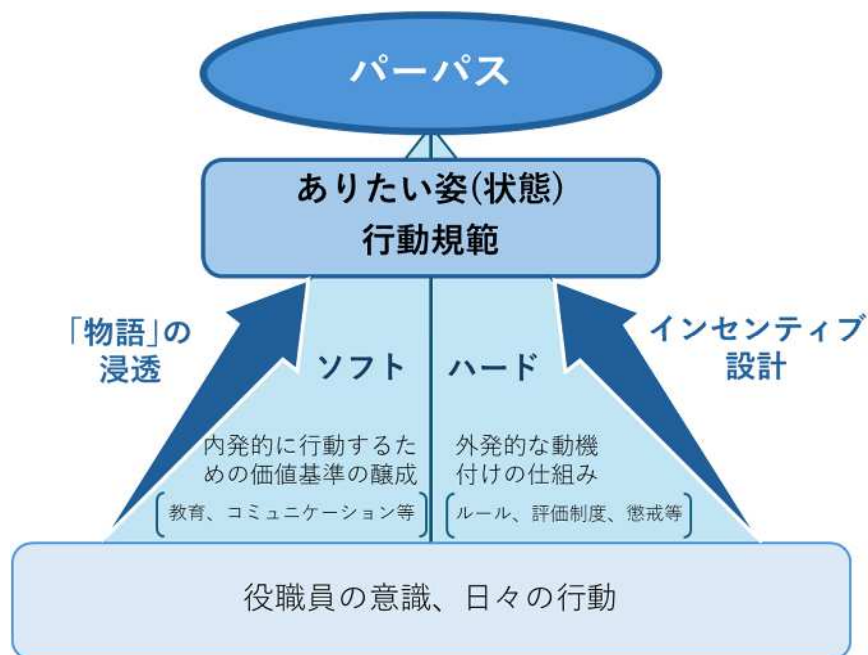 パーパス
ありたい姿(状態)
行動規範
「物語」の
浸透
インセンティブ
設計
ソフト
ハード
内発的に行動するた
めの価値基準の醸成
教育、コミュニケーション等
外発的な動機
付けの仕組み
ルール、評価制度、懲戒等
役職員の意識、日々の行動